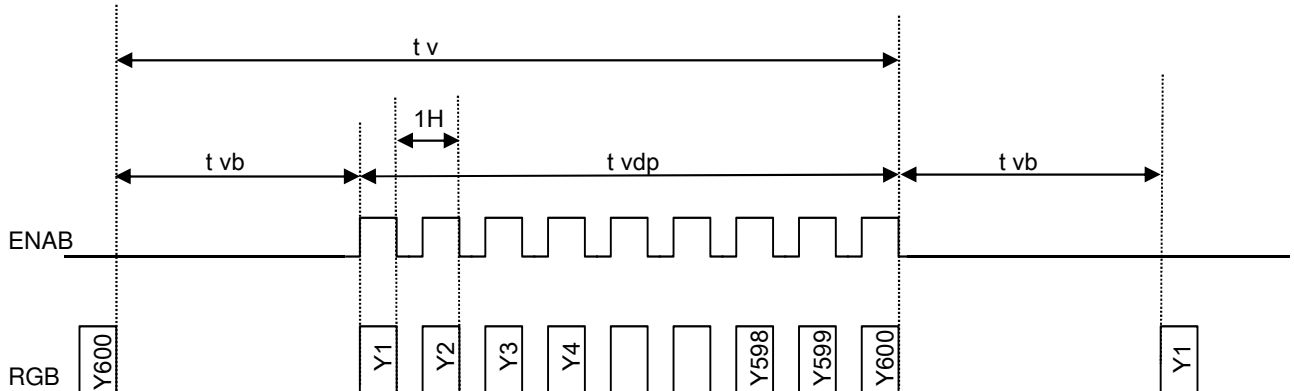 t v
1H
t vb
t vdp
t vb
ENAB
RGB
Y600
Y1
Y2
Y3
Y4
Y598
Y599
Y600
Y1